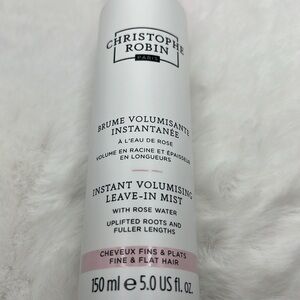 CHRISTOPHE
ROBIN
PARIS
BRUME VOLUMISANTE
INSTANTANÉE
À L'EAU DE ROSE
VOLUME EN RACINE ET ÉPAISSEUR
EN LONGUEURS
INSTANT VOLUMISING
LEAVE-IN MIST
WITH ROSE WATER
UPLIFTED ROOTS AND
FULLER LENGTHS
CHEVEUX FINS & PLATS
FINE & FLAT HAIR
150 ml e 5.0 US fl. oz.